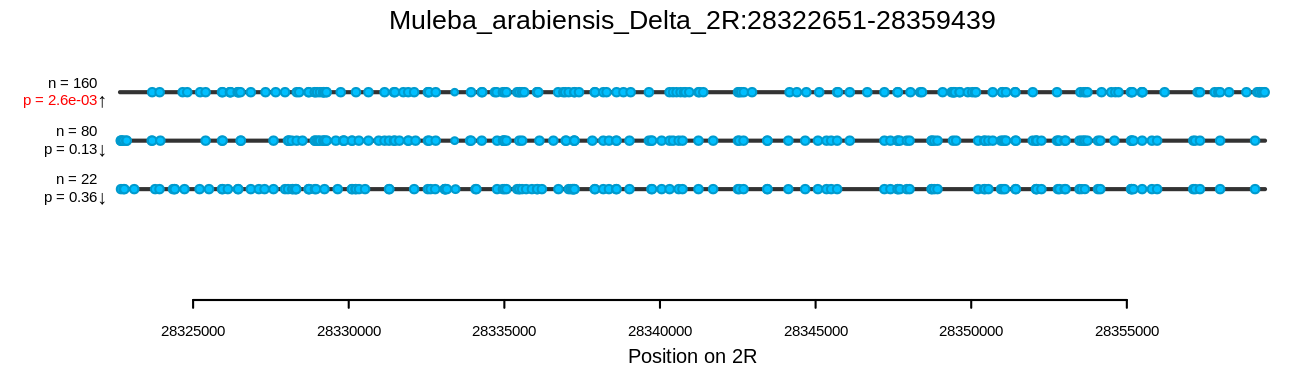 Muleba_arabiensis_Delta_2R:28322651-28359439
n = 160
p = 2.6e-03↑
n = 80
p = 0.13↓
n = 22
p = 0.36↓
28325000 28330000 28335000 28340000 28345000 28350000 28355000
Position on 2R